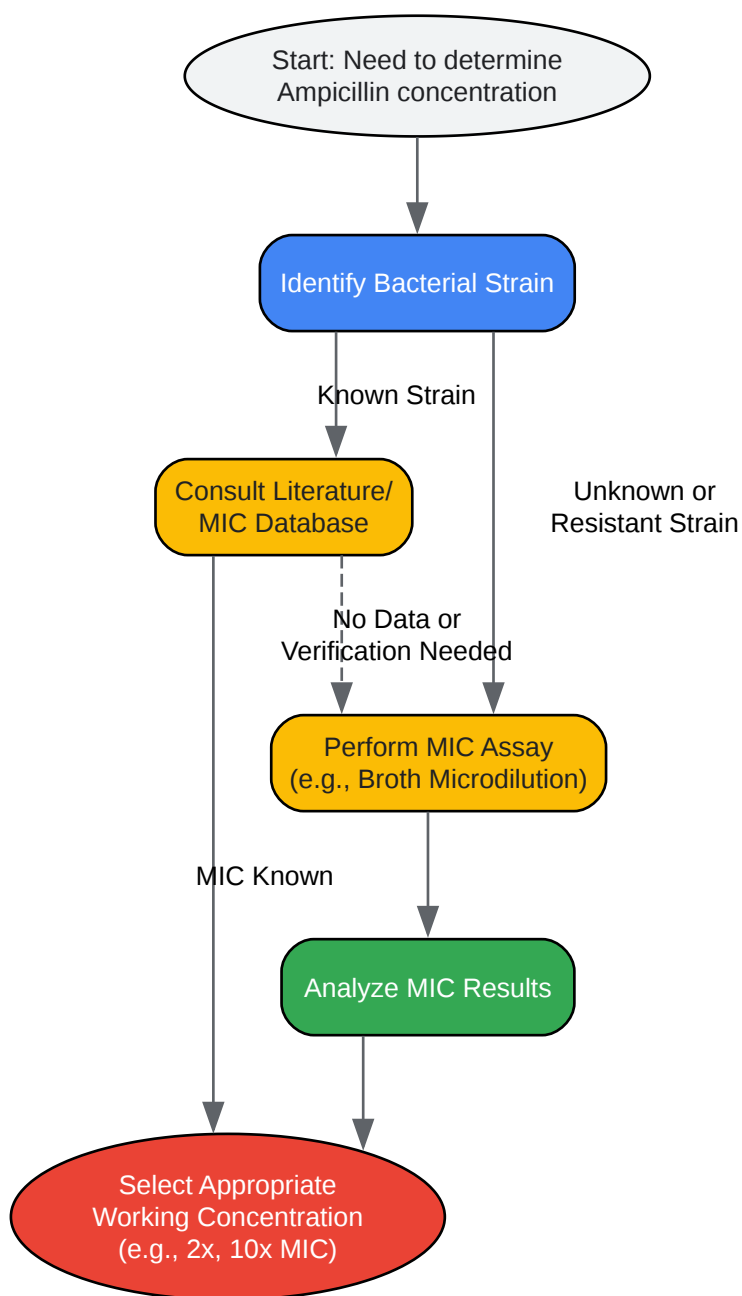 Start: Need to determine
Ampicillin concentration
Identify Bacterial Strain
Known Strain
Consult Literature/
MIC Database
Unknown or
Resistant Strain
No Data or
Verification Needed
Perform MIC Assay
(e.g., Broth Microdilution)
MIC Known
Analyze MIC Results
Select Appropriate
Working Concentration
(e.g., 2x, 10x MIC)